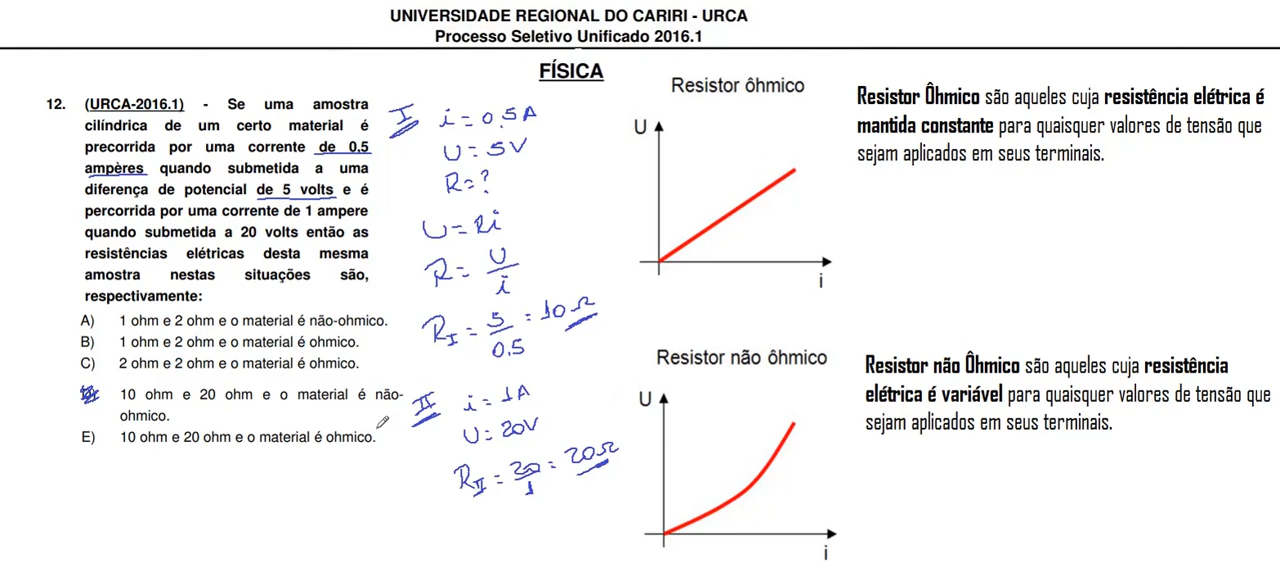 UNIVERSIDADE REGIONAL DO CARIRI - URCA
Processo Seletivo Unificado 2016.1
FÍSICA
12. (URCA-2016.1) - Se uma amostra
cilíndrica de um certo material é
precorrida por uma corrente de 0,5
ampères quando submetida a uma
diferença de potencial de 5 volts e é
percorrida por uma corrente de 1 ampere
quando submetida a 20 volts então as
resistências elétricas desta mesma
amostra nestas situações são,
respectivamente:
A) 1 ohm e 2 ohm e o material é não-ohmico.
B) 1 ohm e 2 ohm e o material é ohmico.
C) 2 ohm e 2 ohm e o material é ohmico.
10 ohm e 20 ohm e o material é não-
ohmico.
E) 10 ohm e 20 ohm e o material é ohmico.
I i = 0,5A
U = 5V
R = ?
U = Ri
R = U/i
R_I = 5/0,5 = 10 Ω
II i = 1A
U = 20V
R_II = 20/1 = 20Ω
Resistor ôhmico
U
i
Resistor não ôhmico
U
i
Resistor Ôhmico são aqueles cuja resistência elétrica é
mantida constante para quaisquer valores de tensão que
sejam aplicados em seus terminais.
Resistor não Ôhmico são aqueles cuja resistência
elétrica é variável para quaisquer valores de tensão que
sejam aplicados em seus terminais.